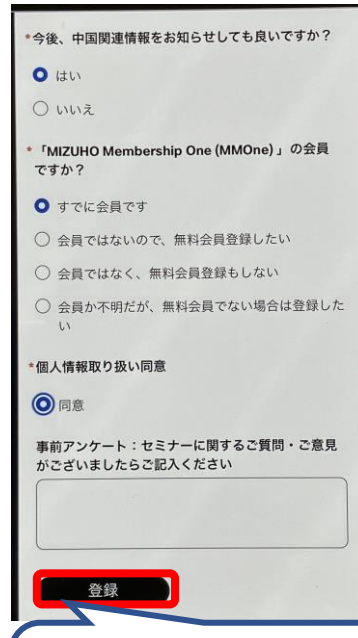 *今後、中国関連情報をお知らせしても良いですか？
はい
いいえ
*「MIZUHO Membership One (MMOne) 」の会員
ですか？
すでに会員です
会員ではないので、無料会員登録したい
会員ではなく、無料会員登録もしない
会員か不明だが、無料会員でない場合は登録した
い
*個人情報取り扱い同意
同意
事前アンケート：セミナーに関するご質問・ご意見
がございましたらご記入ください
登録